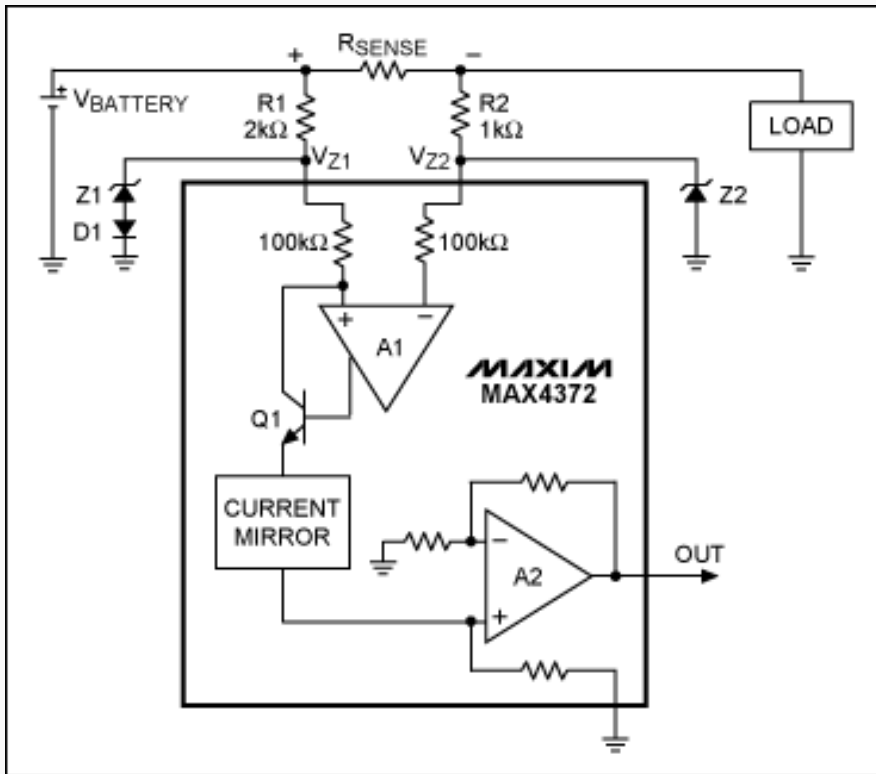 + RSENSE −
+ VBATTERY
R1
2kΩ
R2
1kΩ
LOAD
VZ1
VZ2
Z1
D1
Z2
100kΩ
100kΩ
+ −
A1
MAXIM
MAX4372
Q1
CURRENT
MIRROR
−
A2
+
OUT